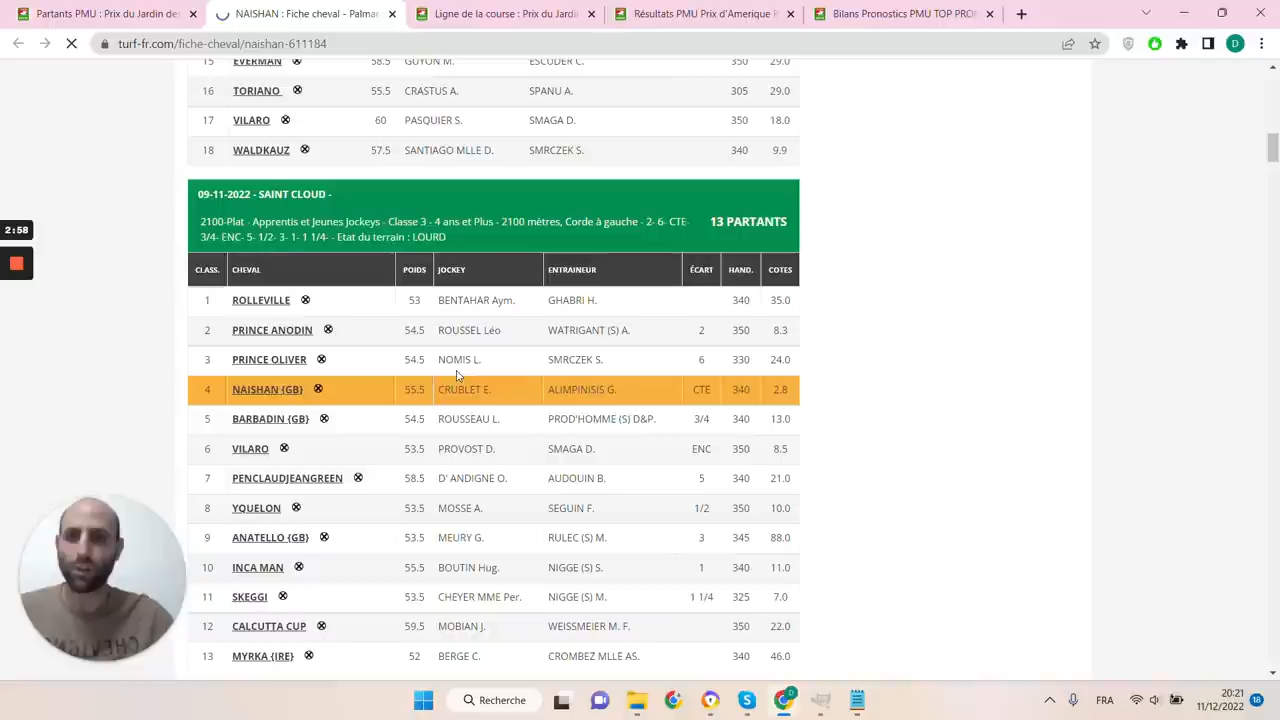 Partants PMU : Prix du Jardin des
NAISHAN : Fiche cheval - Palmar
Ligne de la course : Prix du Jardin
Résultats PMU Prix d'Amerique R
Bilans Pronostics PMU TOP PRO
turf-fr.com/fiche-cheval/naishan-611184
D
15 EVERMAN 58.5 GUYON M. ESCUDER C. 350 29.0
16 TORIANO 55.5 CRASTUS A. SPANU A. 305 29.0
17 VILARO 60 PASQUIER S. SMAGA D. 350 18.0
18 WALDKAUZ 57.5 SANTIAGO MLLE D. SMRCZEK S. 340 9.9
09-11-2022 - SAINT CLOUD -
2100-Plat - Apprentis et Jeunes Jockeys - Classe 3 - 4 ans et Plus - 2100 mètres, Corde à gauche - 2- 6- CTE-
3/4- ENC- 5- 1/2- 3- 1- 1 1/4- - Etat du terrain : LOURD
13 PARTANTS
2:58
CLASS. CHEVAL POIDS JOCKEY ENTRAINEUR ÉCART HAND. COTES
1 ROLLEVILLE 53 BENTAHAR Aym. GHABRI H. 340 35.0
2 PRINCE ANODIN 54.5 ROUSSEL Léo WATRIGANT (S) A. 2 350 8.3
3 PRINCE OLIVER 54.5 NOMIS L. SMRCZEK S. 6 330 24.0
4 NAISHAN {GB} 55.5 CRUBLET E. ALIMPINISIS G. CTE 340 2.8
5 BARBADIN {GB} 54.5 ROUSSEAU L. PROD'HOMME (S) D&P. 3/4 340 13.0
6 VILARO 53.5 PROVOST D. SMAGA D. ENC 350 8.5
7 PENCLAUDJEANGREEN 58.5 D' ANDIGNE O. AUDOUIN B. 5 340 21.0
8 YQUELON 53.5 MOSSE A. SEGUIN F. 1/2 350 10.0
9 ANATELLO {GB} 53.5 MEURY G. RULEC (S) M. 3 345 88.0
10 INCA MAN 55.5 BOUTIN Hug. NIGGE (S) S. 1 340 11.0
11 SKEGGI 53.5 CHEYER MME Per. NIGGE (S) M. 1 1/4 325 7.0
12 CALCUTTA CUP 59.5 MOBIAN J. WEISSMEIER M. F. 350 22.0
13 MYRKA {IRE} 52 BERGE C. CROMBEZ MLLE AS. 340 46.0
Recherche
FRA
20:21
11/12/2022
18